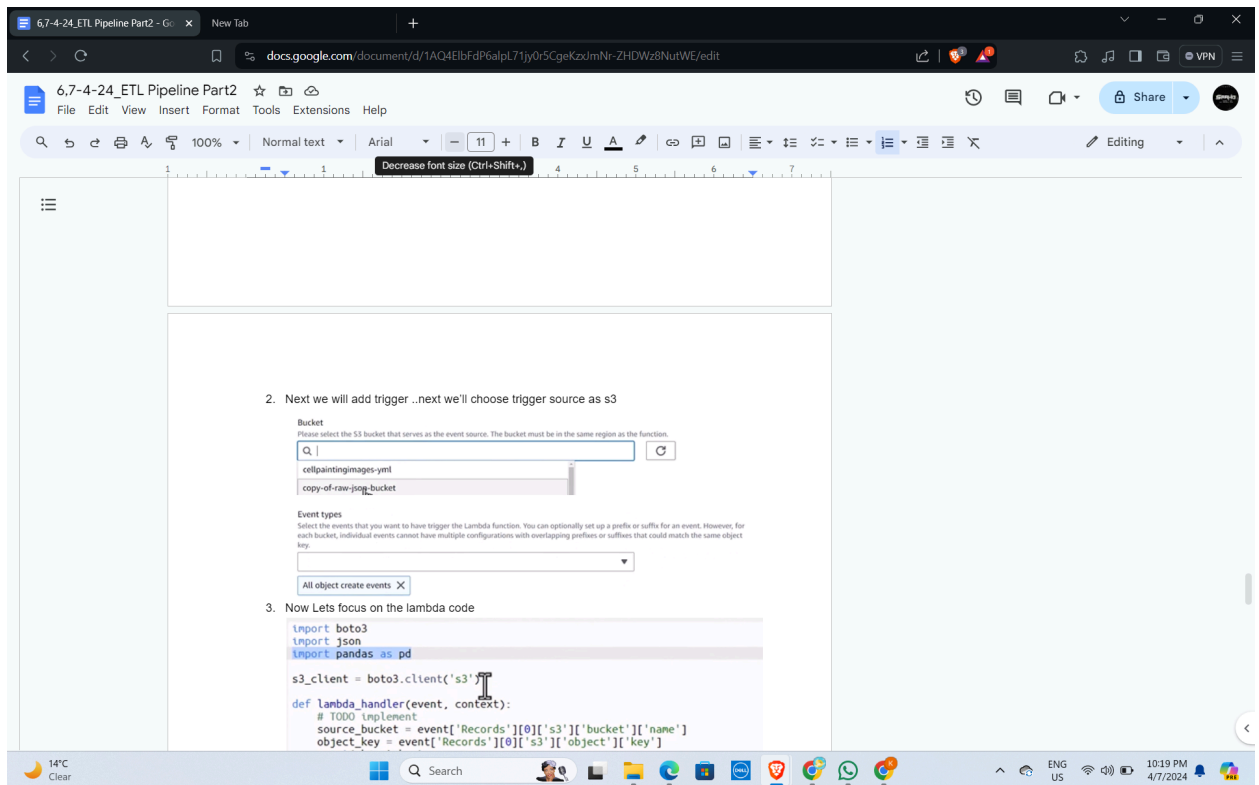 6,7-4-24_ETL Pipeline Part2 - Go
New Tab
docs.google.com/document/d/1AQ4ElbFdP6alpL71jy0r5CgeKzxJmNr-ZHDWz8NutWE/edit
VPN
6,7-4-24_ETL Pipeline Part2
File Edit View Insert Format Tools Extensions Help
Share
100% Normal text Arial 11 B I U A Editing
Decrease font size (Ctrl+Shift+,)
1 1 4 5 6 7
2. Next we will add trigger ..next we'll choose trigger source as s3
Bucket
Please select the S3 bucket that serves as the event source. The bucket must be in the same region as the function.
cellpaintingimages-yml
copy-of-raw-json-bucket
Event types
Select the events that you want to have trigger the Lambda function. You can optionally set up a prefix or suffix for an event. However, for
each bucket, individual events cannot have multiple configurations with overlapping prefixes or suffixes that could match the same object
key.
All object create events
3. Now Lets focus on the lambda code
import boto3
import json
import pandas as pd
s3_client = boto3.client('s3')
def lambda_handler(event, context):
# TODO implement
source_bucket = event['Records'][0]['s3']['bucket']['name']
object_key = event['Records'][0]['s3']['object']['key']
14°C
Clear
Search
ENG
US
10:19 PM
4/7/2024